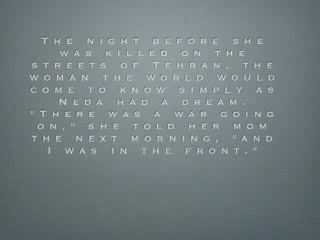 The night before she
was killed on the
streets of Tehran, the
woman the world would
come to know simply as
Neda had a dream.
"There was a war going
on," she told her mom
the next morning, "and
I was in the front."